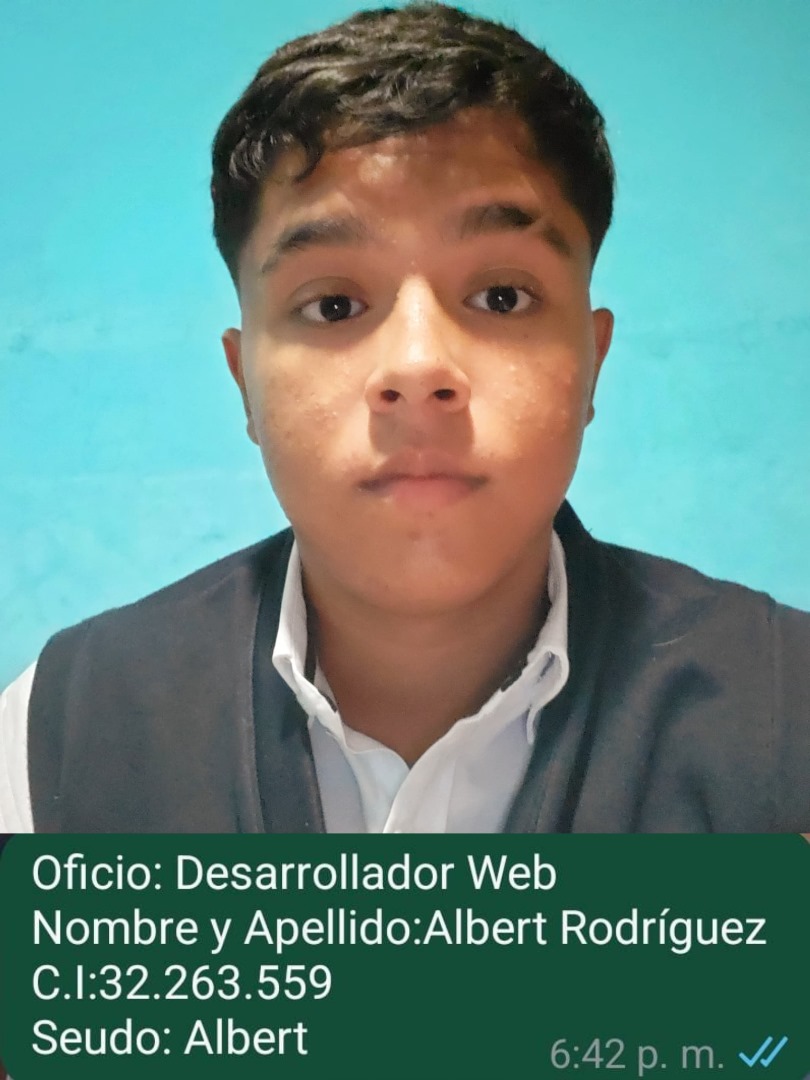 Oficio: Desarrollador Web
Nombre y Apellido:Albert Rodríguez
C.I:32.263.559
Seudo: Albert
6:42 p. m.